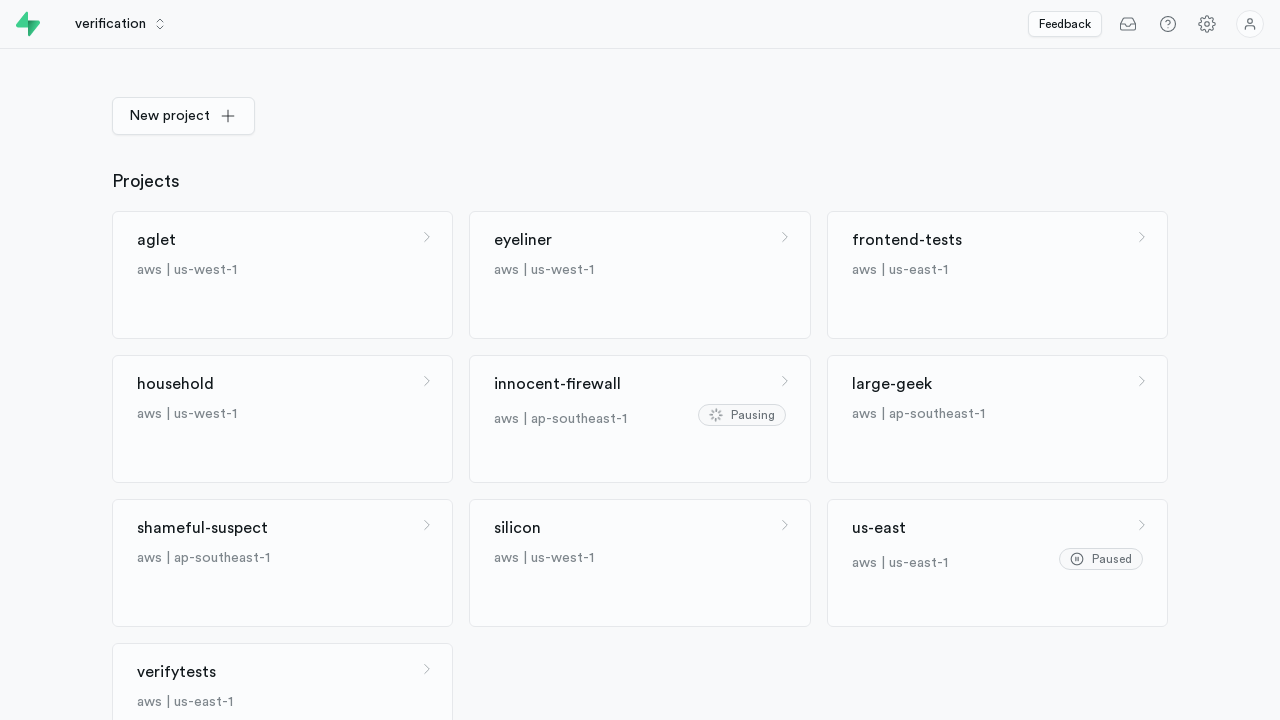 verification
Feedback
New project
Projects
aglet
aws | us-west-1
eyeliner
aws | us-west-1
frontend-tests
aws | us-east-1
household
aws | us-west-1
innocent-firewall
aws | ap-southeast-1
Pausing
large-geek
aws | ap-southeast-1
shameful-suspect
aws | ap-southeast-1
silicon
aws | us-west-1
us-east
aws | us-east-1
Paused
verifytests
aws | us-east-1